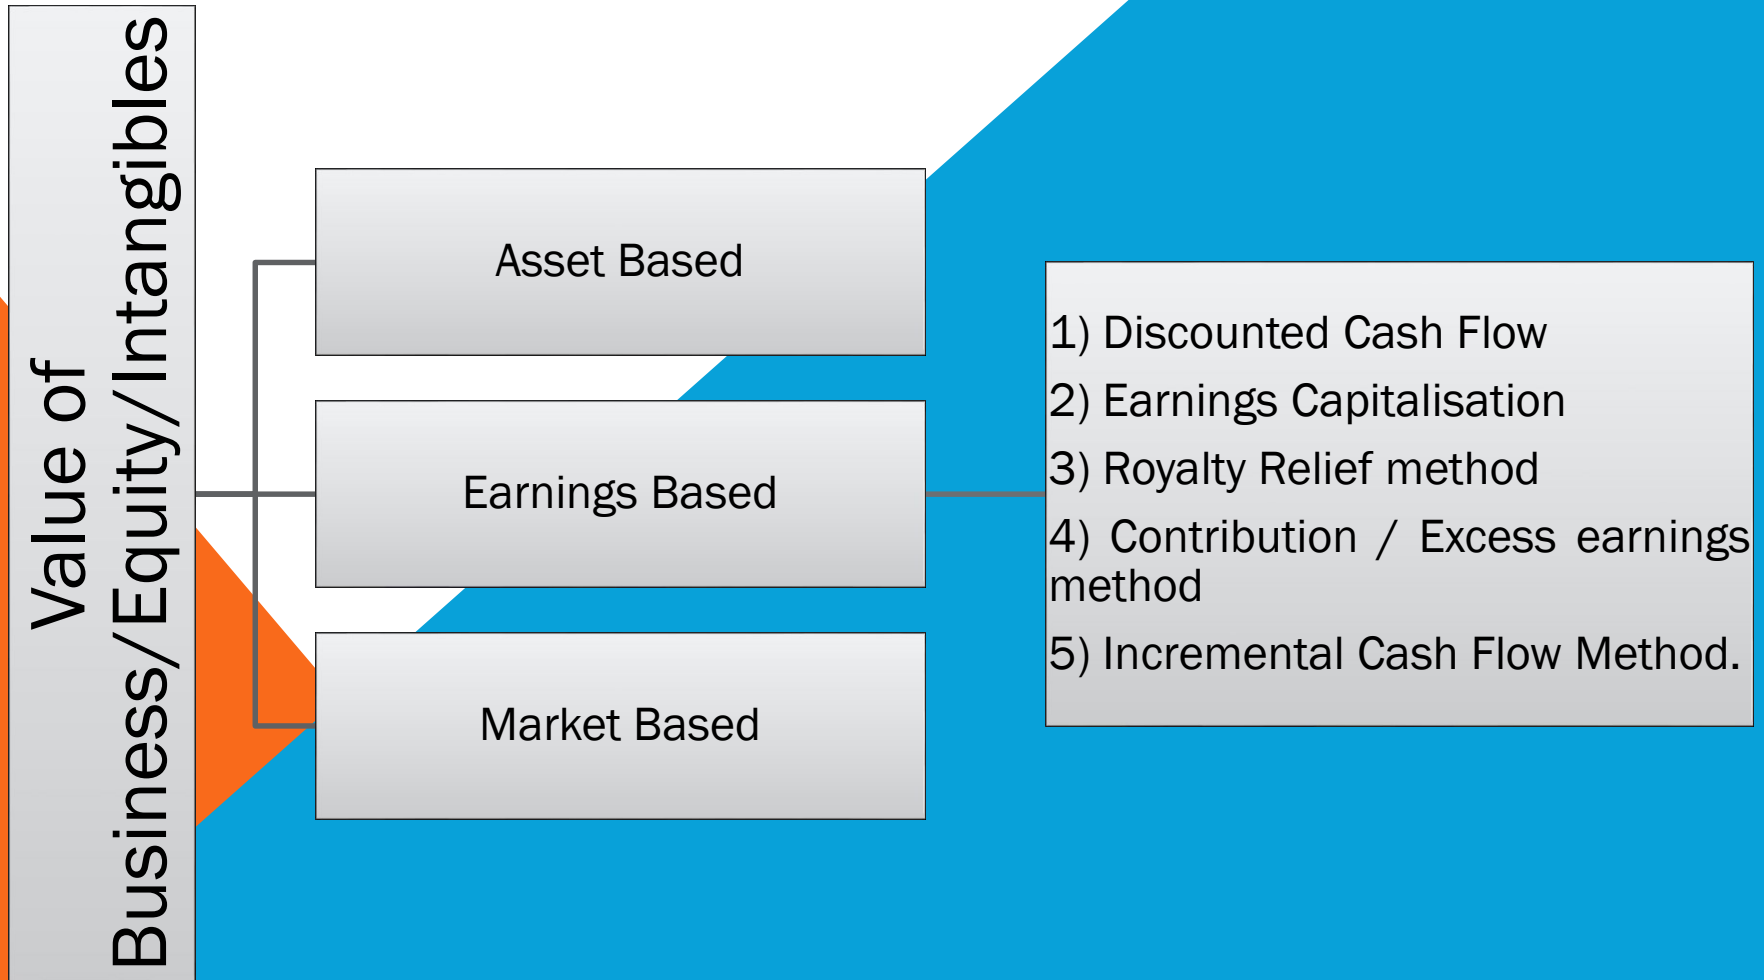 Value of
Business/Equity/Intangibles
Asset Based
Earnings Based
Market Based
1) Discounted Cash Flow
2) Earnings Capitalisation
3) Royalty Relief method
4) Contribution / Excess earnings
method
5) Incremental Cash Flow Method.